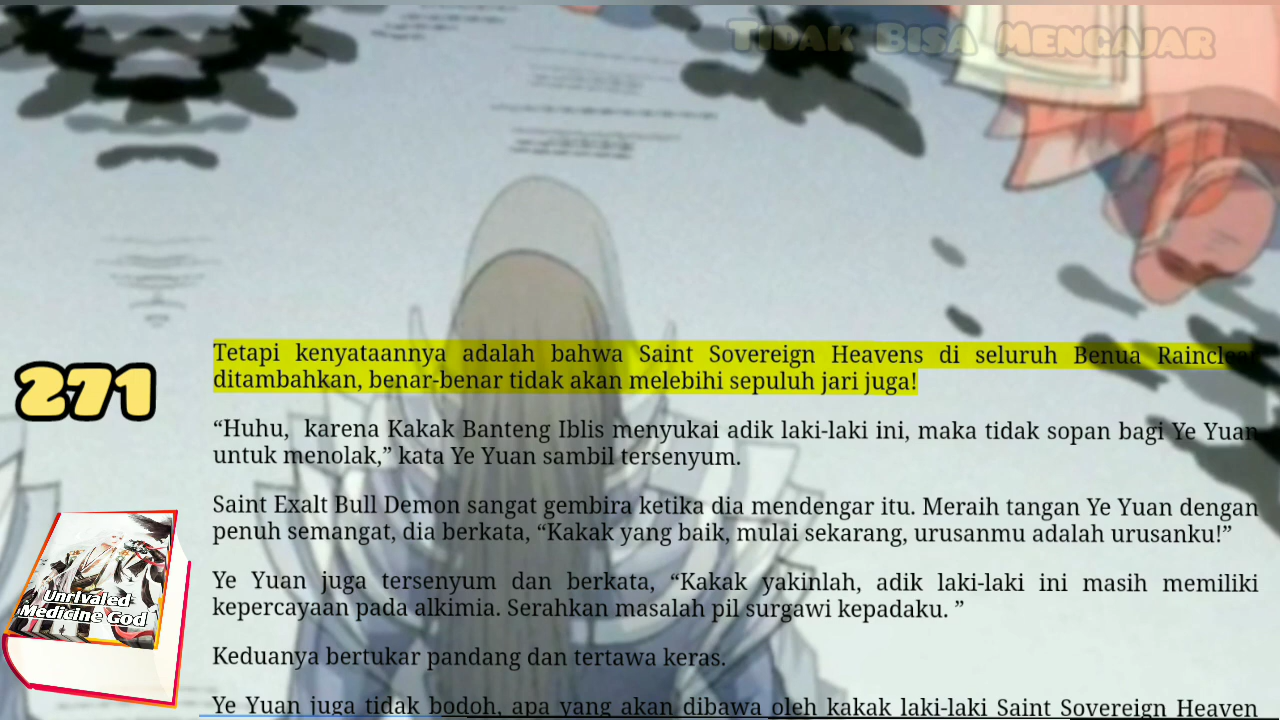 Tidak Bisa Mengajar
Tetapi kenyataannya adalah bahwa Saint Sovereign Heavens di seluruh Benua Rainclear
ditambahkan, benar-benar tidak akan melebihi sepuluh jari juga!
271
“Huhu, karena Kakak Banteng Iblis menyukai adik laki-laki ini, maka tidak sopan bagi Ye Yuan
untuk menolak,” kata Ye Yuan sambil tersenyum.
Saint Exalt Bull Demon sangat gembira ketika dia mendengar itu. Meraih tangan Ye Yuan dengan
penuh semangat, dia berkata, “Kakak yang baik, mulai sekarang, urusanmu adalah urusanku!”
Ye Yuan juga tersenyum dan berkata, “Kakak yakinlah, adik laki-laki ini masih memiliki
kepercayaan pada alkimia. Serahkan masalah pil surgawi kepadaku. ”
Unrivaled
Medicine God
Keduanya bertukar pandang dan tertawa keras.
Ye Yuan juga tidak bodoh, apa yang akan dibawa oleh kakak laki-laki Saint Sovereign Heaven